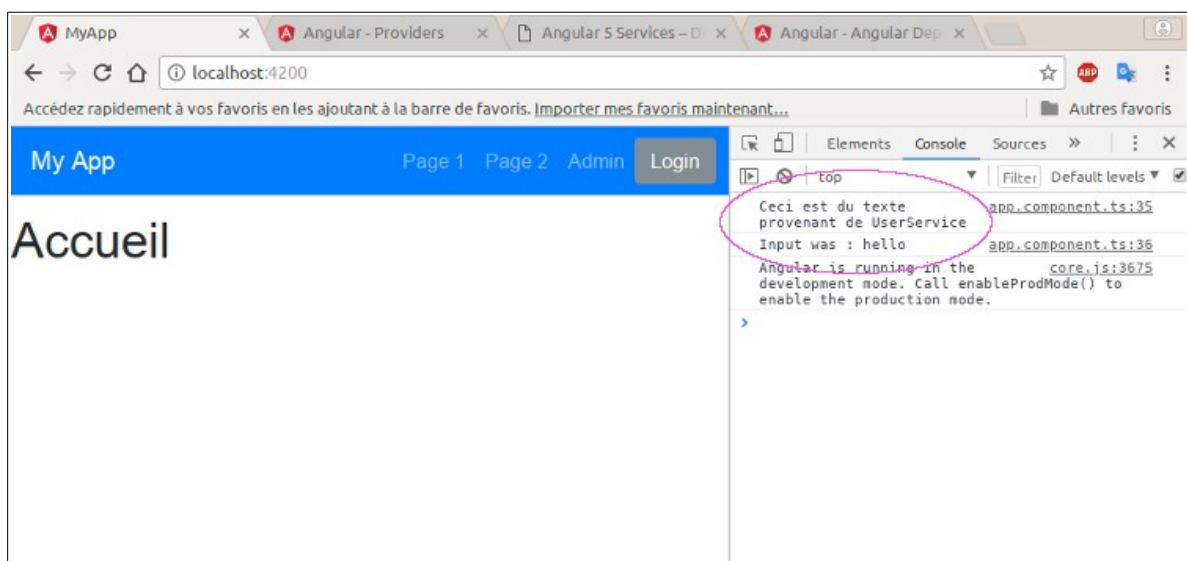 MyApp
Angular - Providers
Angular 5 Services – D
Angular - Angular Dep
localhost:4200
ABP
Accédez rapidement à vos favoris en les ajoutant à la barre de favoris. Importer mes favoris maintenant...
Autres favoris
My App
Page 1 Page 2 Admin Login
Accueil
Elements Console Sources »
top Filter Default levels
Ceci est du texte app.component.ts:35
provenant de UserService
Input was : hello app.component.ts:36
Angular is running in the core.js:3675
development mode. Call enableProdMode() to
enable the production mode.